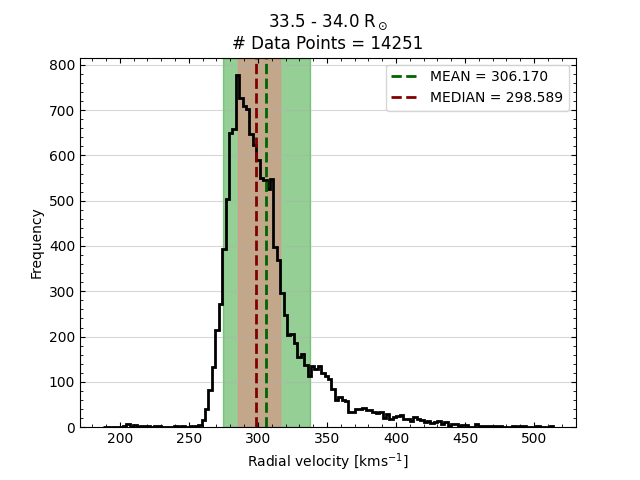 33.5 - 34.0 R⊙
# Data Points = 14251
MEAN = 306.170
MEDIAN = 298.589
800
700
600
500
400
300
200
100
0
Frequency
200 250 300 350 400 450 500
Radial velocity [kms⁻¹]